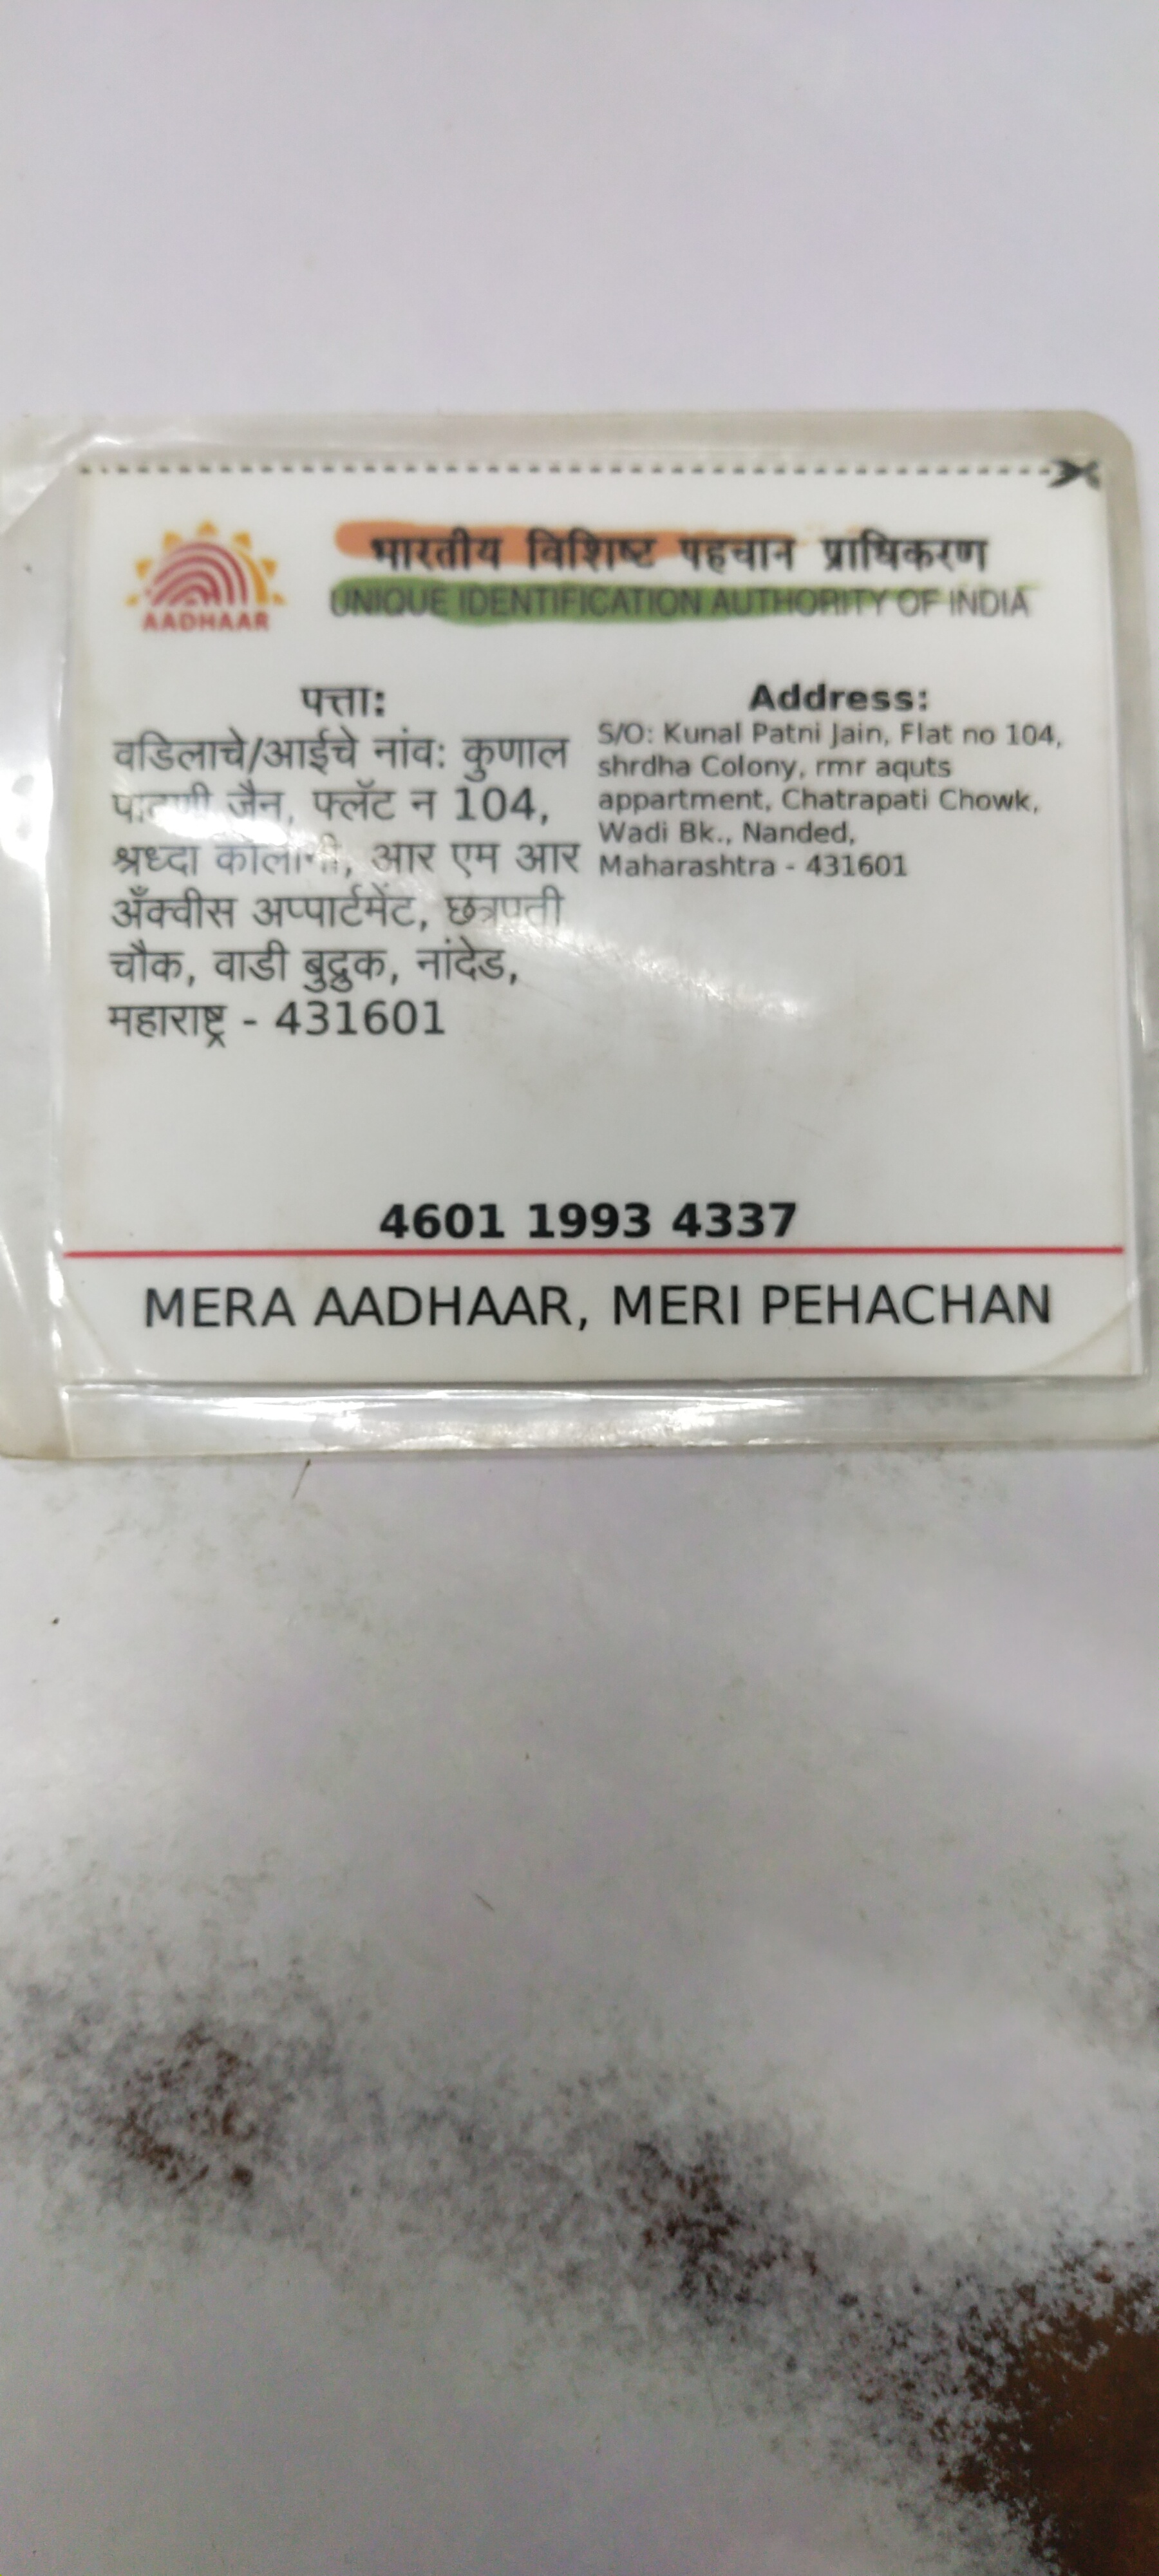 भारतीय विशिष्ट पहचान प्राधिकरण
UNIQUE IDENTIFICATION AUTHORITY OF INDIA
AADHAAR
पत्ता:
वडिलाचे/आईचे नांव: कुणाल
जैन, फ्लॅट न 104,
श्रध्दा आर एम आर
अँक्वीस अप्पार्टमेंट, छत्रपती
चौक, वाडी बुद्रुक, नांदेड,
महाराष्ट्र - 431601
Address:
S/O: Kunal Patni Jain, Flat no 104,
shrdha Colony, rmr aquts
appartment, Chatrapati Chowk,
Wadi Bk., Nanded,
Maharashtra - 431601
4601 1993 4337
MERA AADHAAR, MERI PEHACHAN